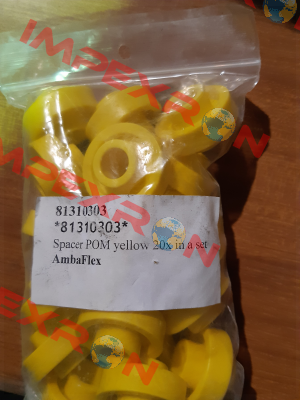 81310303
*81310303*
Spacer POM yellow 20x in a set
AmbaFlex
IMPEXRON
IMPEXRON
IMPEXRON